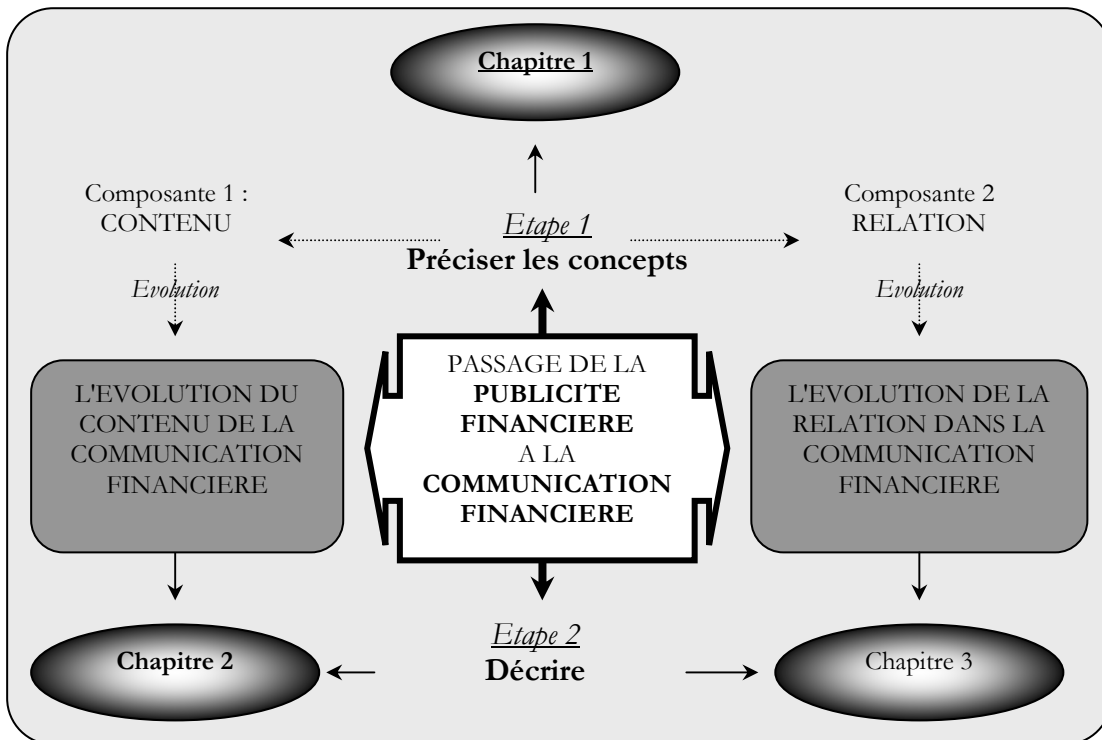 Chapitre 1
Composante 1 :
CONTENU
Composante 2
RELATION
Etape 1
Préciser les concepts
Evolution
Evolution
L'EVOLUTION DU
CONTENU DE LA
COMMUNICATION
FINANCIERE
PASSAGE DE LA
PUBLICITE
FINANCIERE
A LA
COMMUNICATION
FINANCIERE
L'EVOLUTION DE LA
RELATION DANS LA
COMMUNICATION
FINANCIERE
Etape 2
Décrire
Chapitre 2
Chapitre 3